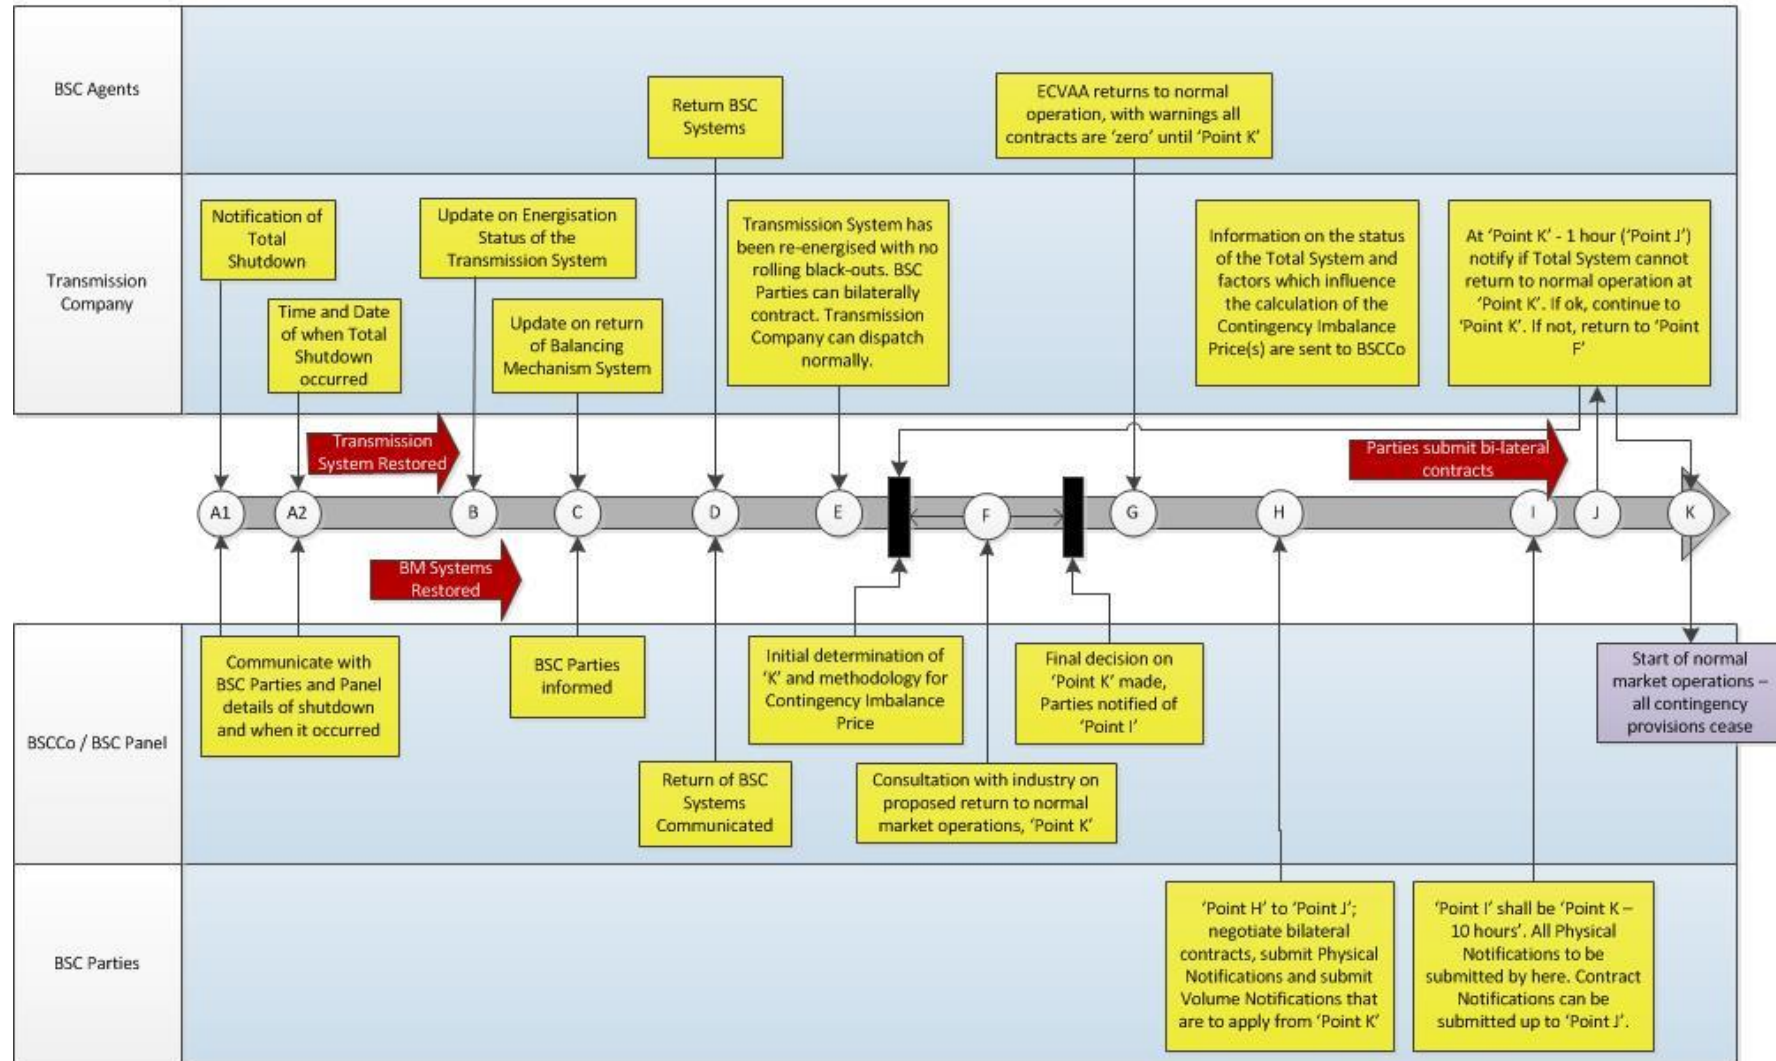 BSC Agents
Return BSC
Systems
ECVAA returns to normal
operation, with warnings all
contracts are ‘zero’ until ‘Point K’
Transmission
Company
Notification of
Total
Shutdown
Time and Date
of when Total
Shutdown
occurred
Update on Energisation
Status of the
Transmission System
Update on return
of Balancing
Mechanism System
Transmission System has
been re-energised with no
rolling black-outs. BSC
Parties can bilaterally
contract. Transmission
Company can dispatch
normally.
Information on the status
of the Total System and
factors which influence
the calculation of the
Contingency Imbalance
Price(s) are sent to BSCCo
At ‘Point K’ - 1 hour (‘Point J’)
notify if Total System cannot
return to normal operation at
‘Point K’. If ok, continue to
‘Point K’. If not, return to ‘Point
F’
Transmission
System Restored
Parties submit bi-lateral
contracts
A1
A2
B
C
D
E
F
G
H
I
J
K
BM Systems
Restored
BSCCo / BSC Panel
Communicate with
BSC Parties and Panel
details of shutdown
and when it occurred
BSC Parties
informed
Return of BSC
Systems
Communicated
Initial determination of
‘K’ and methodology for
Contingency Imbalance
Price
Consultation with industry on
proposed return to normal
market operations, ‘Point K’
Final decision on
‘Point K’ made,
Parties notified of
‘Point I’
Start of normal
market operations –
all contingency
provisions cease
BSC Parties
‘Point H’ to ‘Point J’;
negotiate bilateral
contracts, submit Physical
Notifications and submit
Volume Notifications that
are to apply from ‘Point K’
‘Point I’ shall be ‘Point K –
10 hours’. All Physical
Notifications to be
submitted by here. Contract
Notifications can be
submitted up to ‘Point J’.